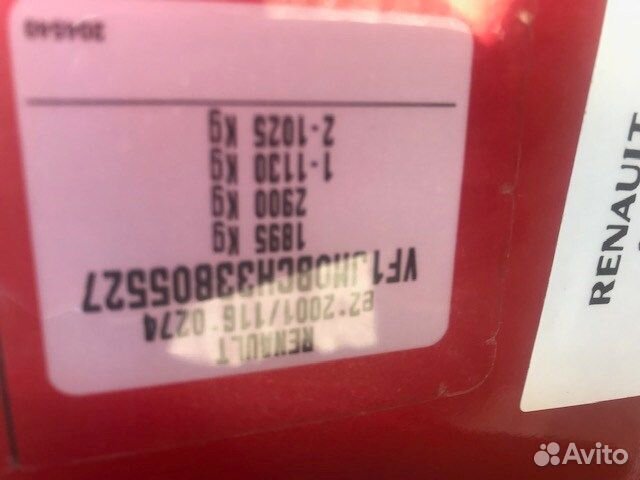 RENAULT
e2*2001/116*0274
VF1JM0BCH33805527
1895 Kg
2900 Kg
1-1130 Kg
2-1025 Kg
RENAULT
Avito